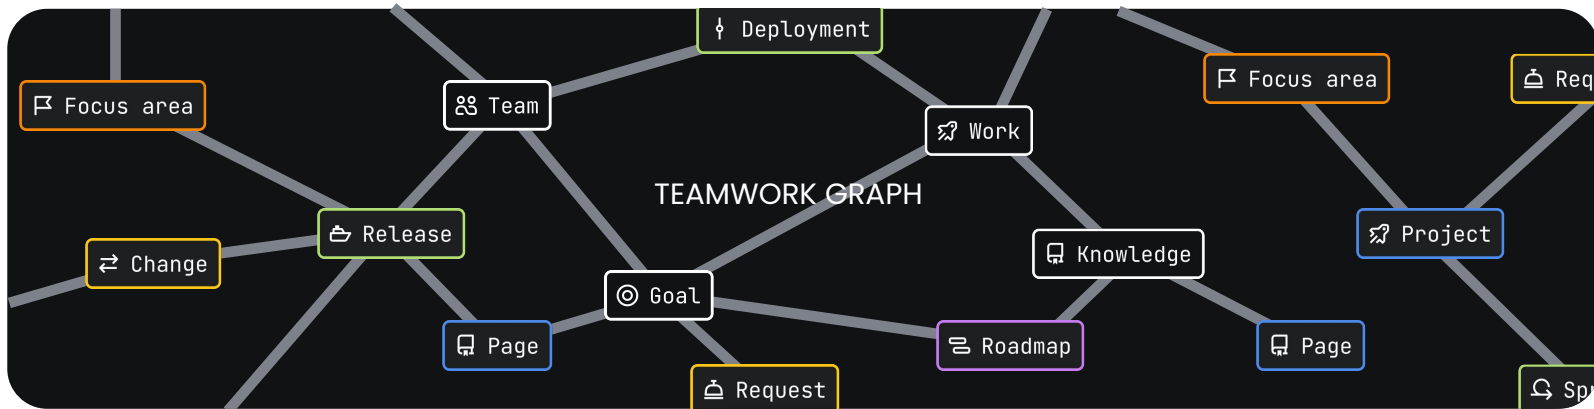 Deployment
Focus area
Team
Focus area
Req
Work
TEAMWORK GRAPH
Release
Change
Knowledge
Project
Goal
Page
Roadmap
Page
Request
Sp